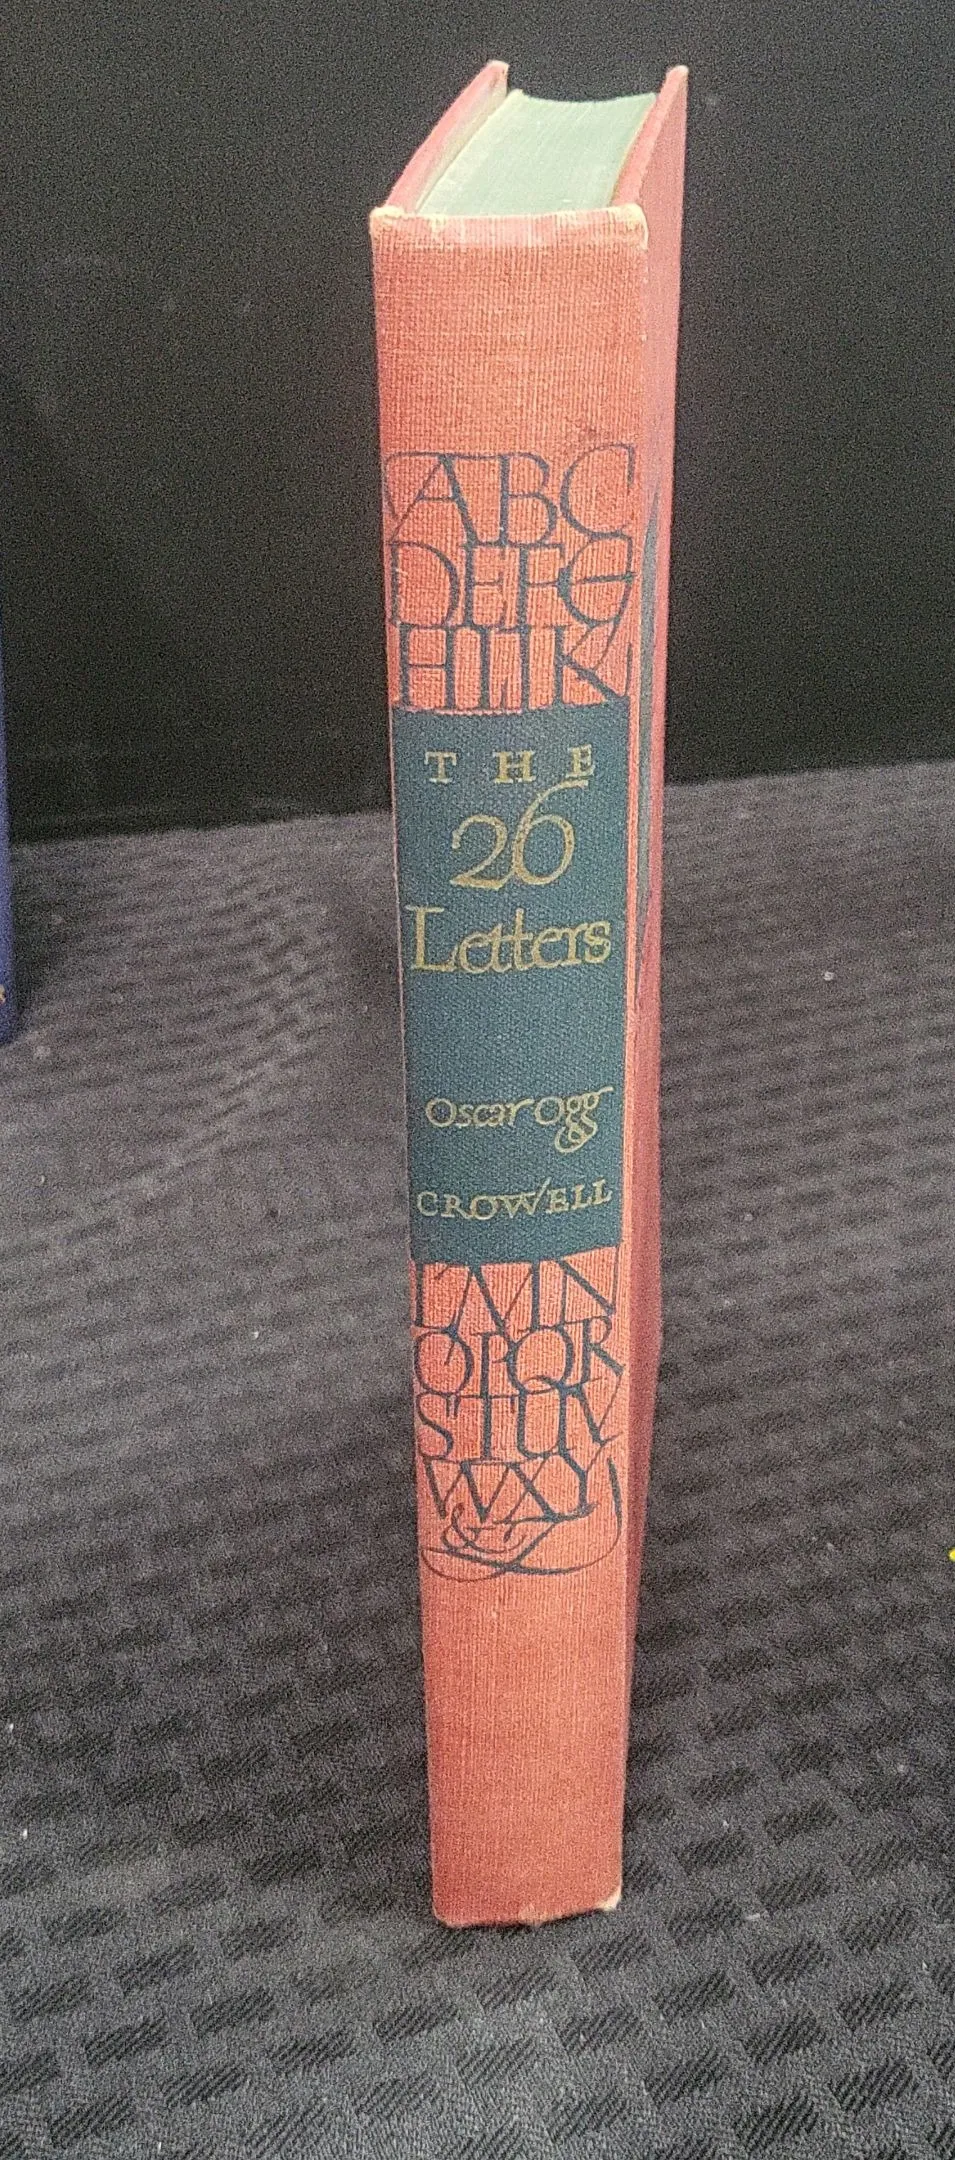 ABC
DEFG
HIJK
THE
26
Letters
Oscar Ogg
CROWELL
LMN
OPQR
STUV
WXY
& Z